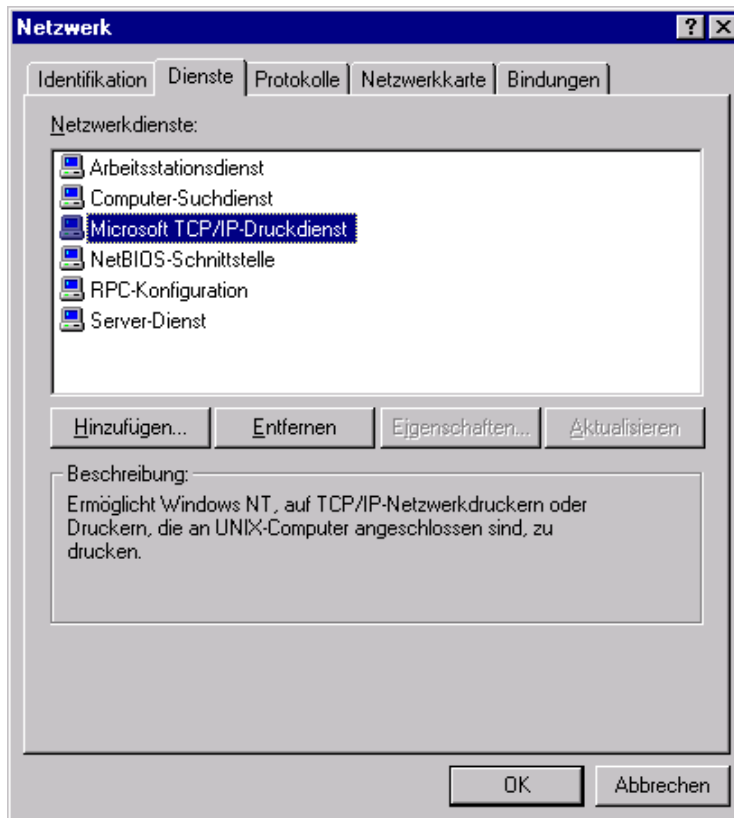 Netzwerk
Identifikation Dienste Protokolle Netzwerkkarte Bindungen
Netzwerkdienste:
Arbeitsstationsdienst
Computer-Suchdienst
Microsoft TCP/IP-Druckdienst
NetBIOS-Schnittstelle
RPC-Konfiguration
Server-Dienst
Hinzufügen... Entfernen Eigenschaften... Aktualisieren
Beschreibung:
Ermöglicht Windows NT, auf TCP/IP-Netzwerkdruckern oder
Druckern, die an UNIX-Computer angeschlossen sind, zu
drucken.
OK Abbrechen